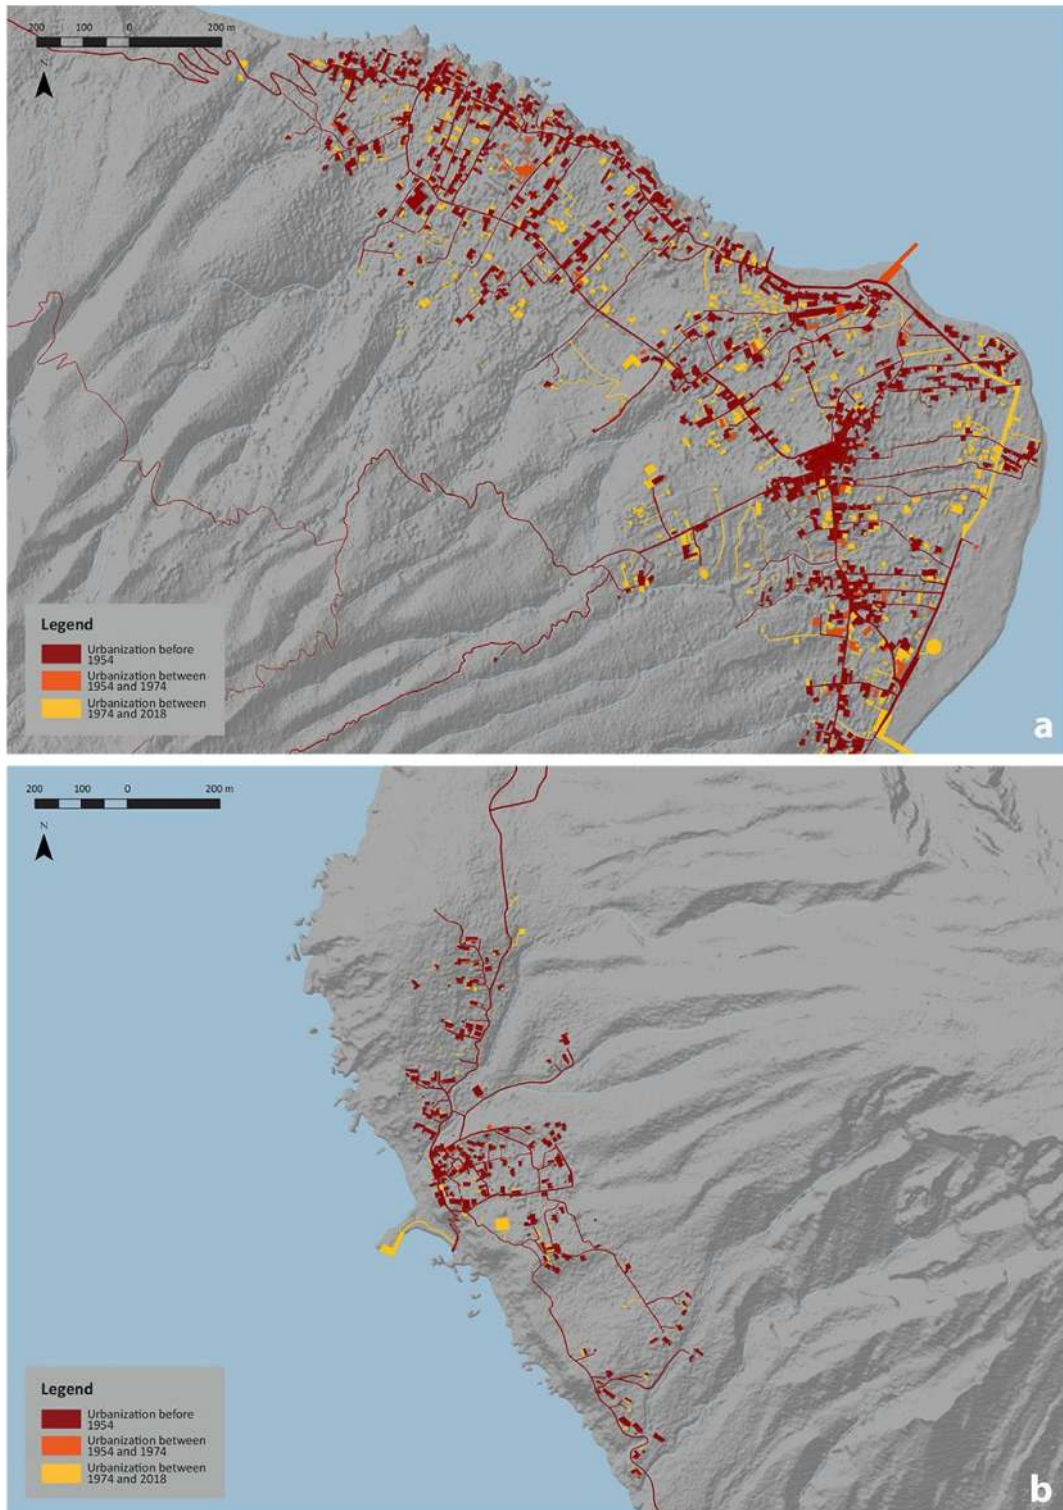 200 100 0 200 m
N
Legend
Urbanization before
1954
Urbanization between
1954 and 1974
Urbanization between
1974 and 2018
a
200 100 0 200 m
N
Legend
Urbanization before
1954
Urbanization between
1954 and 1974
Urbanization between
1974 and 2018
b